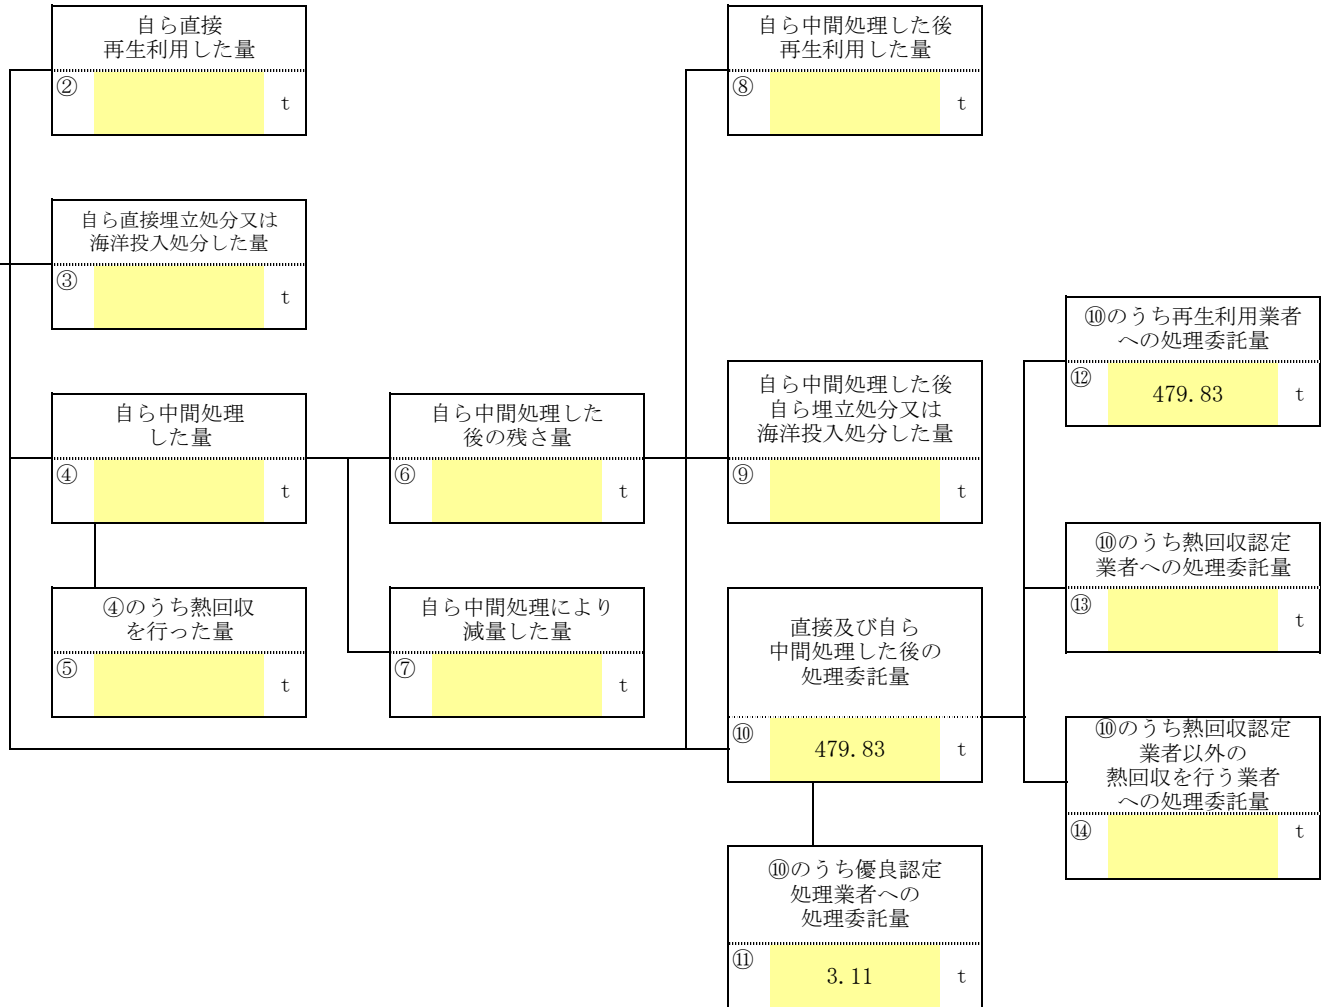 自ら直接
再生利用した量
② t
自ら中間処理した後
再生利用した量
⑧ t
自ら直接埋立処分又は
海洋投入処分した量
③ t
⑩のうち再生利用業者
への処理委託量
⑫ 479.83 t
自ら中間処理
した量
④ t
自ら中間処理した
後の残さ量
⑥ t
自ら中間処理した後
自ら埋立処分又は
海洋投入処分した量
⑨ t
⑩のうち熱回収認定
業者への処理委託量
⑬ t
④のうち熱回収
を行った量
⑤ t
自ら中間処理により
減量した量
⑦ t
直接及び自ら
中間処理した後の
処理委託量
⑩ 479.83 t
⑩のうち熱回収認定
業者以外の
熱回収を行う業者
への処理委託量
⑭ t
⑩のうち優良認定
処理業者への
処理委託量
⑪ 3.11 t